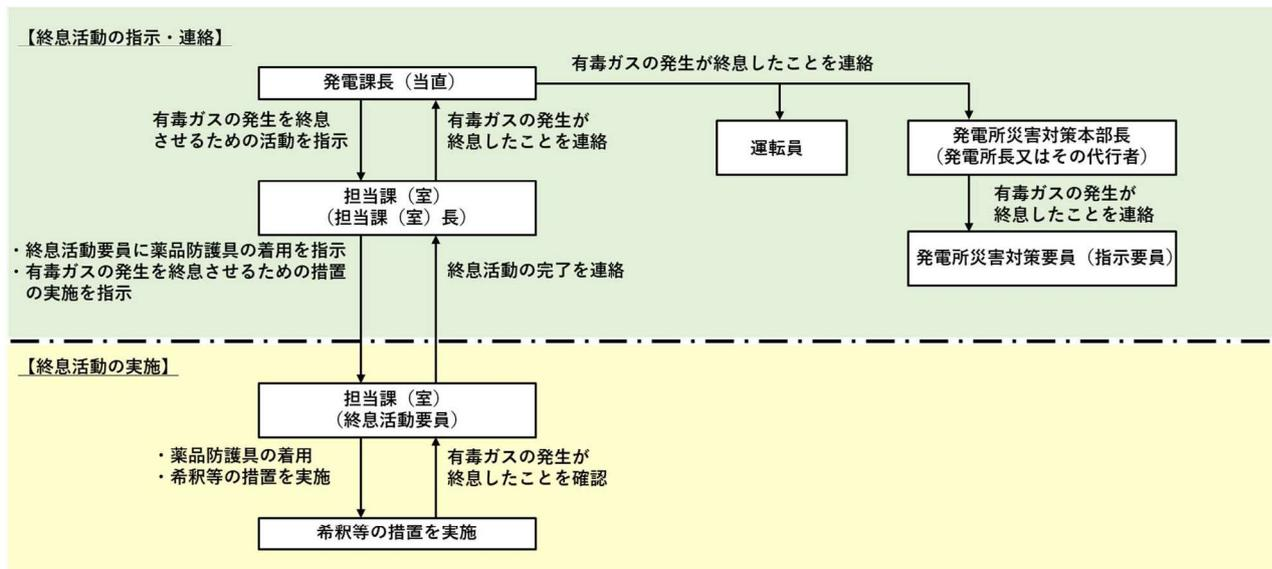 【終息活動の指示・連絡】
有毒ガスの発生が終息したことを連絡
発電課長（当直）
有毒ガスの発生を終息
させるための活動を指示
有毒ガスの発生が
終息したことを連絡
運転員
発電所災害対策本部長
（発電所長又はその代行者）
担当課（室）
（担当課（室）長）
有毒ガスの発生が
終息したことを連絡
・終息活動要員に薬品防護具の着用を指示
・有毒ガスの発生を終息させるための措置
の実施を指示
終息活動の完了を連絡
発電所災害対策要員（指示要員）
【終息活動の実施】
担当課（室）
（終息活動要員）
・薬品防護具の着用
・希釈等の措置を実施
有毒ガスの発生が
終息したことを確認
希釈等の措置を実施